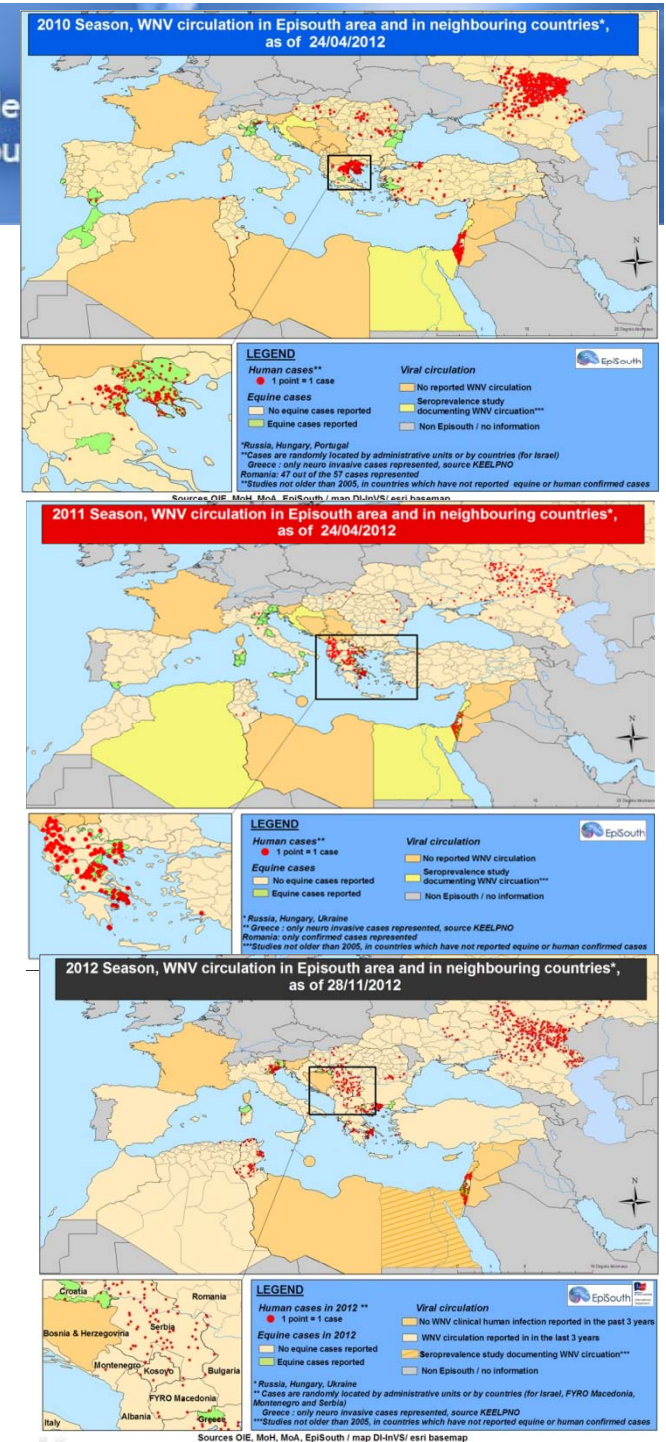 le
ou
2010 Season, WNV circulation in Episouth area and in neighbouring countries*,
as of 24/04/2012
N
LEGEND
Human cases**
1 point = 1 case
Equine cases
No equine cases reported
Equine cases reported
Viral circulation
No reported WNV circulation
Seroprevalence study
documenting WNV circuation***
Non Episouth / no information
EpiSouth
*Russia, Hungary, Portugal
**Cases are randomly located by administrative units or by countries (for Israel)
Greece : only neuro invasive cases represented, source KEELPNO
Romania: 47 out of the 57 cases represented
**Studies not older than 2005, in countries which have not reported equine or human confirmed cases
Sources OIE, MoH, MoA, EpiSouth / map DI-InVS/ esri basemap
2011 Season, WNV circulation in Episouth area and in neighbouring countries*,
as of 24/04/2012
N
LEGEND
Human cases**
1 point = 1 case
Equine cases
No equine cases reported
Equine cases reported
Viral circulation
No reported WNV circulation
Seroprevalence study
documenting WNV circuation***
Non Episouth / no information
EpiSouth
* Russia, Hungary, Ukraine
** Greece : only neuro invasive cases represented, source KEELPNO
Romania: only confirmed cases represented
***Studies not older than 2005, in countries which have not reported equine or human confirmed cases
2012 Season, WNV circulation in Episouth area and in neighbouring countries*,
as of 28/11/2012
N
Croatia
Romania
Bosnia & Herzegovina
Serbia
Montenegro
Kosovo
Bulgaria
FYRO Macedonia
Albania
Italy
Greece
LEGEND
Human cases in 2012 **
1 point = 1 case
Equine cases in 2012
No equine cases reported
Equine cases reported
Viral circulation
No WNV clinical human infection reported in the past 3 years
WNV circulation reported in in the last 3 years
Seroprevalence study documenting WNV circuation***
Non Episouth / no information
EpiSouth
* Russia, Hungary, Ukraine
** Cases are randomly located by administrative units or by countries (for Israel, FYRO Macedonia,
Montenegro and Serbia)
Greece : only neuro invasive cases represented, source KEELPNO
***Studies not older than 2005, in countries which have not reported equine or human confirmed cases
Sources OIE, MoH, MoA, EpiSouth / map DI-InVS/ esri basemap